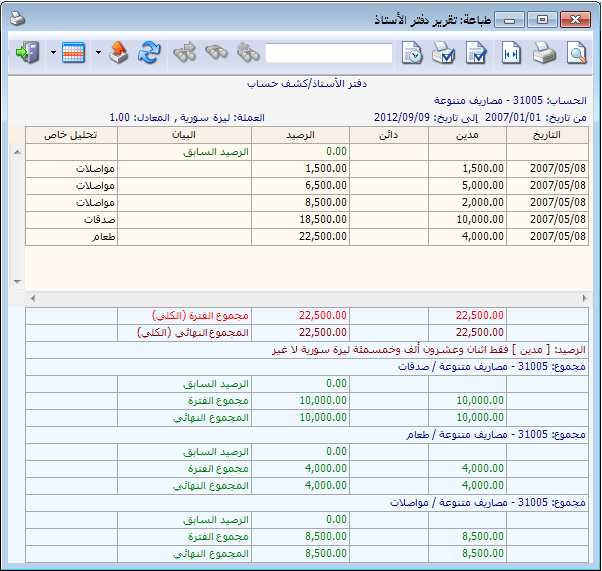 طباعة: تقرير دفتر الأستاذ
دفتر الأستاذ/كشف حساب
الحساب: 31005 - مصاريف متنوعة
من تاريخ: 2007/01/01 إلى تاريخ: 2012/09/09 العملة: ليرة سورية , المعادل: 1.00
التاريخ مدين دائن الرصيد البيان تحليل خاص
0.00 الرصيد السابق
2007/05/08 1,500.00 1,500.00 مواصلات
2007/05/08 5,000.00 6,500.00 مواصلات
2007/05/08 2,000.00 8,500.00 مواصلات
2007/05/08 10,000.00 18,500.00 صدقات
2007/05/08 4,000.00 22,500.00 طعام
22,500.00 22,500.00 مجموع الفترة (الكلي)
22,500.00 22,500.00 المجموع النهائي (الكلي)
الرصيد: [ مدين ] فقط اثنان وعشرون ألف وخمسمئة ليرة سورية لا غير
مجموع: 31005 - مصاريف متنوعة / صدقات
0.00 الرصيد السابق
10,000.00 10,000.00 مجموع الفترة
10,000.00 10,000.00 المجموع النهائي
مجموع: 31005 - مصاريف متنوعة / طعام
0.00 الرصيد السابق
4,000.00 4,000.00 مجموع الفترة
4,000.00 4,000.00 المجموع النهائي
مجموع: 31005 - مصاريف متنوعة / مواصلات
0.00 الرصيد السابق
8,500.00 8,500.00 مجموع الفترة
8,500.00 8,500.00 المجموع النهائي